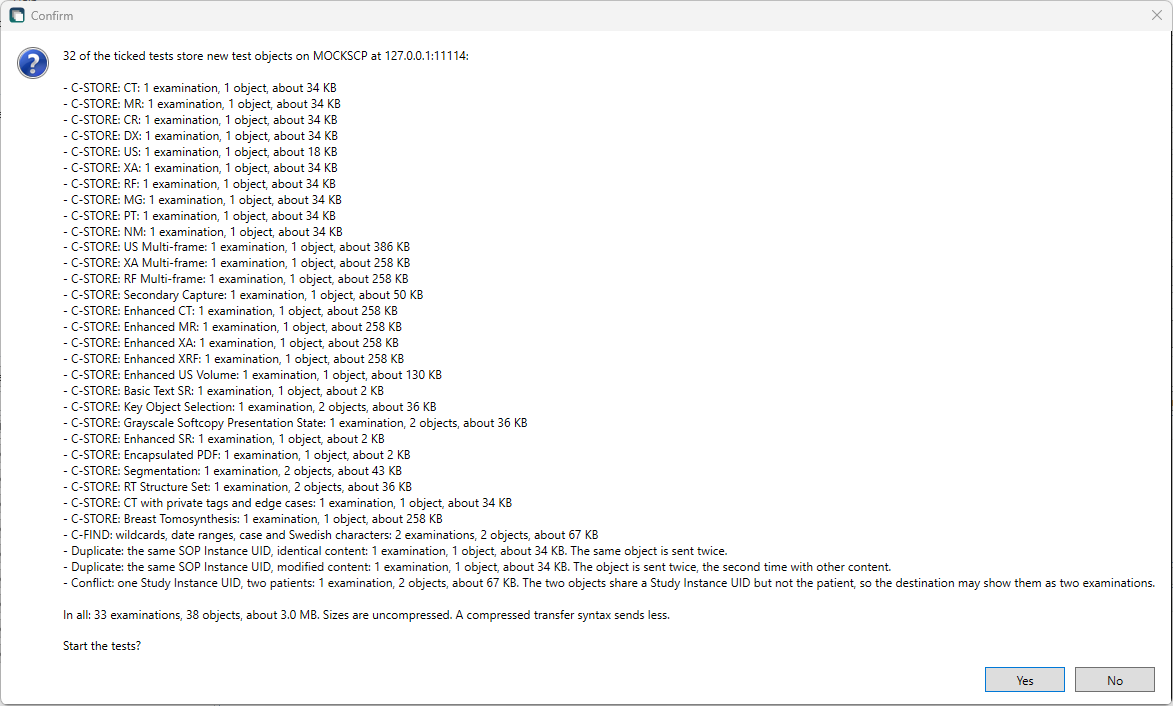 Confirm
32 of the ticked tests store new test objects on MOCKSCP at 127.0.0.1:11114:
- C-STORE: CT: 1 examination, 1 object, about 34 KB
- C-STORE: MR: 1 examination, 1 object, about 34 KB
- C-STORE: CR: 1 examination, 1 object, about 34 KB
- C-STORE: DX: 1 examination, 1 object, about 34 KB
- C-STORE: US: 1 examination, 1 object, about 18 KB
- C-STORE: XA: 1 examination, 1 object, about 34 KB
- C-STORE: RF: 1 examination, 1 object, about 34 KB
- C-STORE: MG: 1 examination, 1 object, about 34 KB
- C-STORE: PT: 1 examination, 1 object, about 34 KB
- C-STORE: NM: 1 examination, 1 object, about 34 KB
- C-STORE: US Multi-frame: 1 examination, 1 object, about 386 KB
- C-STORE: XA Multi-frame: 1 examination, 1 object, about 258 KB
- C-STORE: RF Multi-frame: 1 examination, 1 object, about 258 KB
- C-STORE: Secondary Capture: 1 examination, 1 object, about 50 KB
- C-STORE: Enhanced CT: 1 examination, 1 object, about 258 KB
- C-STORE: Enhanced MR: 1 examination, 1 object, about 258 KB
- C-STORE: Enhanced XA: 1 examination, 1 object, about 258 KB
- C-STORE: Enhanced XRF: 1 examination, 1 object, about 258 KB
- C-STORE: Enhanced US Volume: 1 examination, 1 object, about 130 KB
- C-STORE: Basic Text SR: 1 examination, 1 object, about 2 KB
- C-STORE: Key Object Selection: 1 examination, 2 objects, about 36 KB
- C-STORE: Grayscale Softcopy Presentation State: 1 examination, 2 objects, about 36 KB
- C-STORE: Enhanced SR: 1 examination, 1 object, about 2 KB
- C-STORE: Encapsulated PDF: 1 examination, 1 object, about 2 KB
- C-STORE: Segmentation: 1 examination, 2 objects, about 43 KB
- C-STORE: RT Structure Set: 1 examination, 2 objects, about 36 KB
- C-STORE: CT with private tags and edge cases: 1 examination, 1 object, about 34 KB
- C-STORE: Breast Tomosynthesis: 1 examination, 1 object, about 258 KB
- C-FIND: wildcards, date ranges, case and Swedish characters: 2 examinations, 2 objects, about 67 KB
- Duplicate: the same SOP Instance UID, identical content: 1 examination, 1 object, about 34 KB. The same object is sent twice.
- Duplicate: the same SOP Instance UID, modified content: 1 examination, 1 object, about 34 KB. The object is sent twice, the second time with other content.
- Conflict: one Study Instance UID, two patients: 1 examination, 2 objects, about 67 KB. The two objects share a Study Instance UID but not the patient, so the destination may show them as two examinations.
In all: 33 examinations, 38 objects, about 3.0 MB. Sizes are uncompressed. A compressed transfer syntax sends less.
Start the tests?
Yes
No